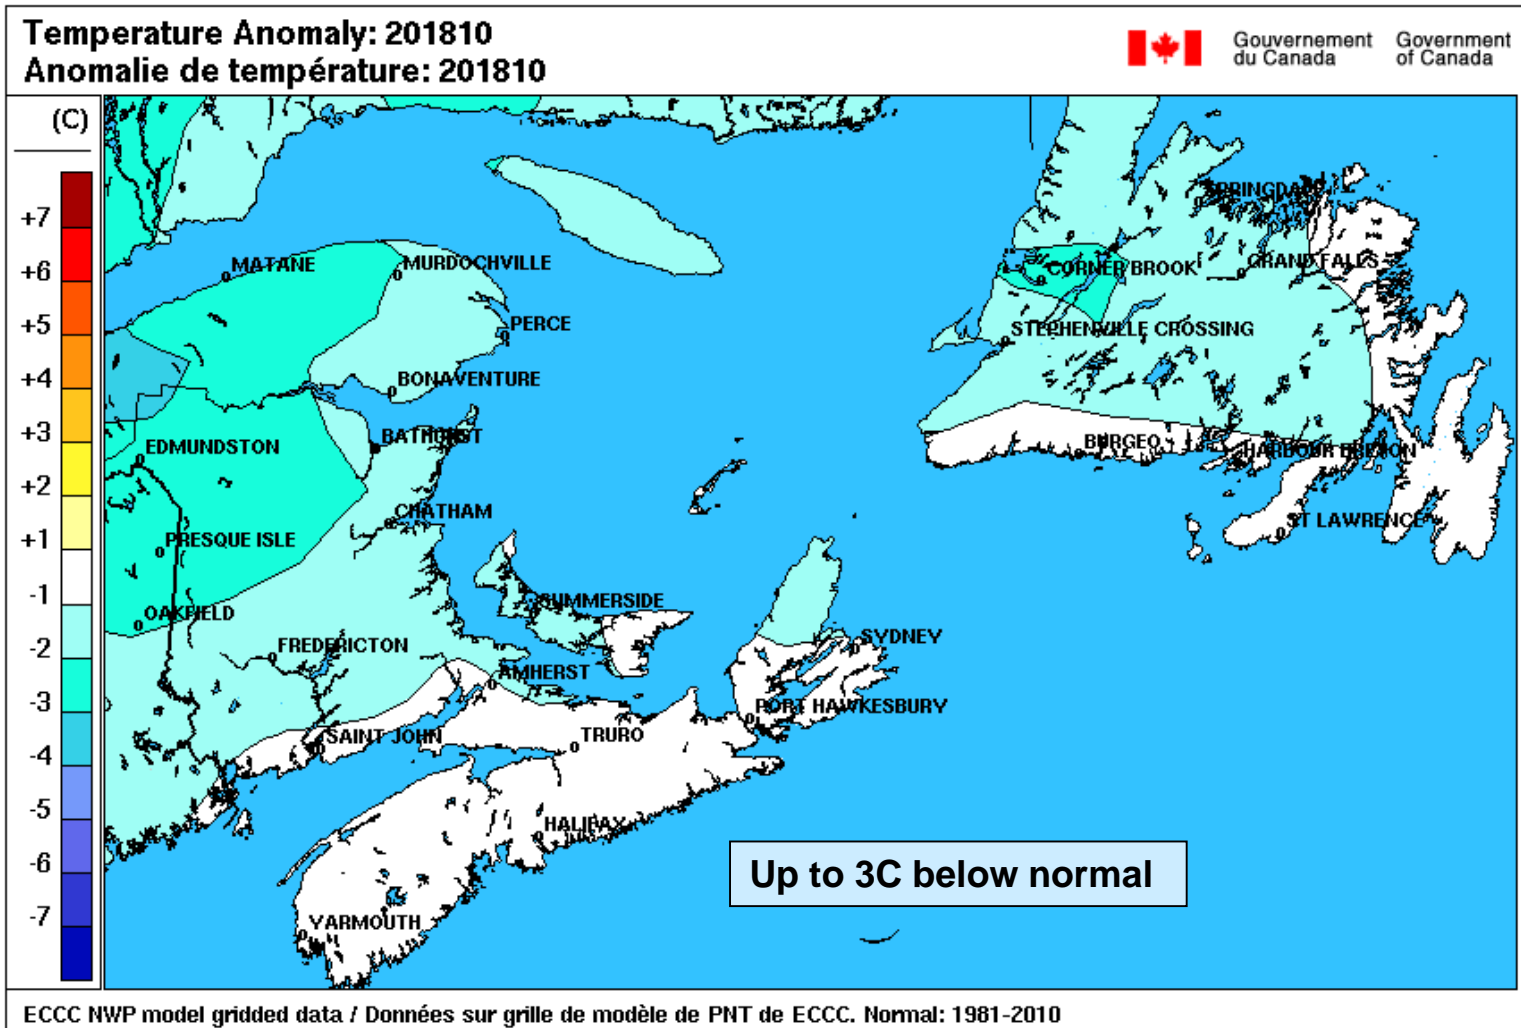 Temperature Anomaly: 201810
Anomalie de température: 201810
Gouvernement du Canada
Government of Canada
(C)
+7
+6
+5
+4
+3
+2
+1
-1
-2
-3
-4
-5
-6
-7
SPRINGDALE
MATANE
MURDOCHVILLE
CORNER BROOK
GRAND FALLS
PERCE
STEPHENVILLE CROSSING
BONAVENTURE
EDMUNDSTON
BATHURST
BURGEO
HARBOUR BRETON
CHATHAM
ST LAWRENCE
PRESQUE ISLE
OAKFIELD
SUMMERSIDE
FREDERICTON
SYDNEY
AMHERST
PORT HAWKESBURY
SAINT JOHN
TRURO
HALIFAX
Up to 3C below normal
YARMOUTH
ECCC NWP model gridded data / Données sur grille de modèle de PNT de ECCC. Normal: 1981-2010